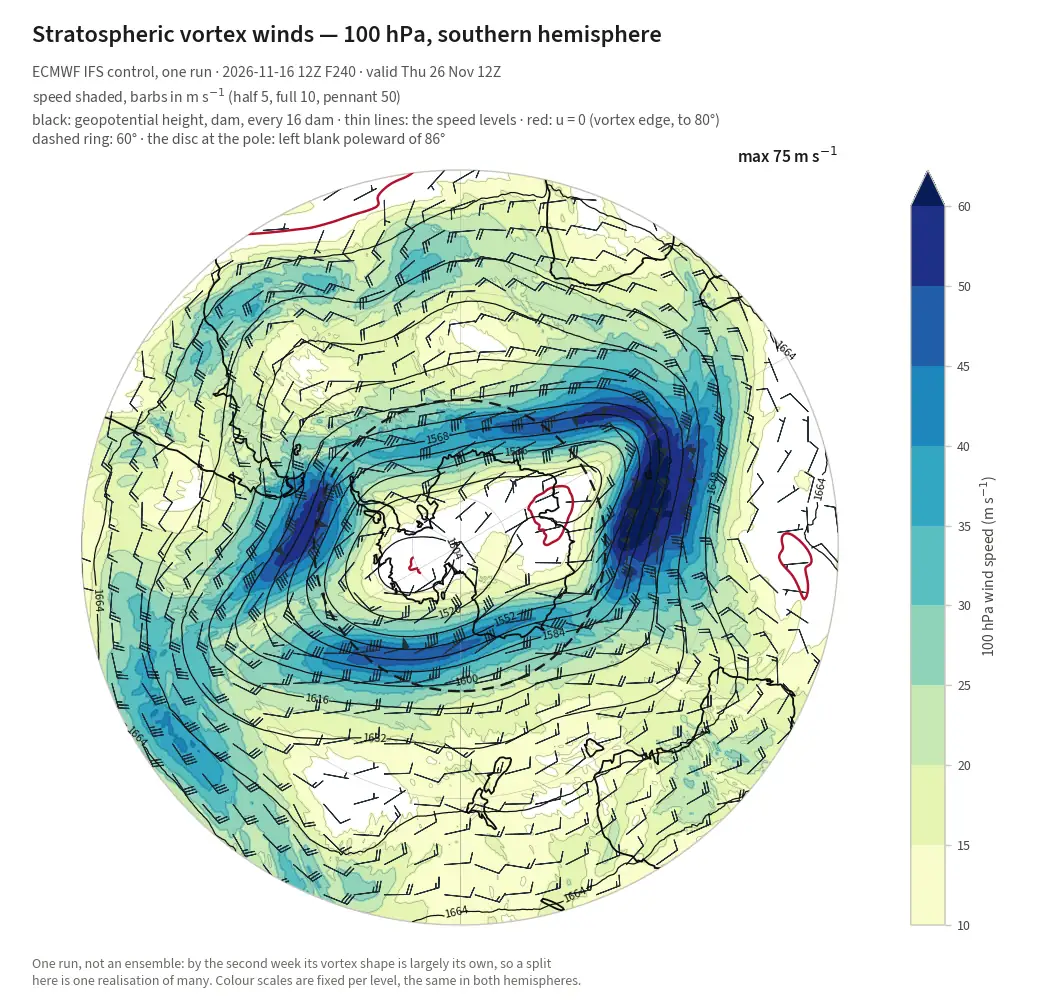 Stratospheric vortex winds — 100 hPa, southern hemisphere
ECMWF IFS control, one run · 2026-11-16 12Z F240 · valid Thu 26 Nov 12Z
speed shaded, barbs in m s⁻¹ (half 5, full 10, pennant 50)
black: geopotential height, dam, every 16 dam · thin lines: the speed levels · red: u = 0 (vortex edge, to 80°)
dashed ring: 60° · the disc at the pole: left blank poleward of 86°
max 75 m s⁻¹
60
50
45
40
35
30
25
20
15
10
100 hPa wind speed (m s⁻¹)
1664
1568
1664
1664
1520
1552
1584
1600
1616
1664
1664
1664
One run, not an ensemble: by the second week its vortex shape is largely its own, so a split
here is one realisation of many. Colour scales are fixed per level, the same in both hemispheres.